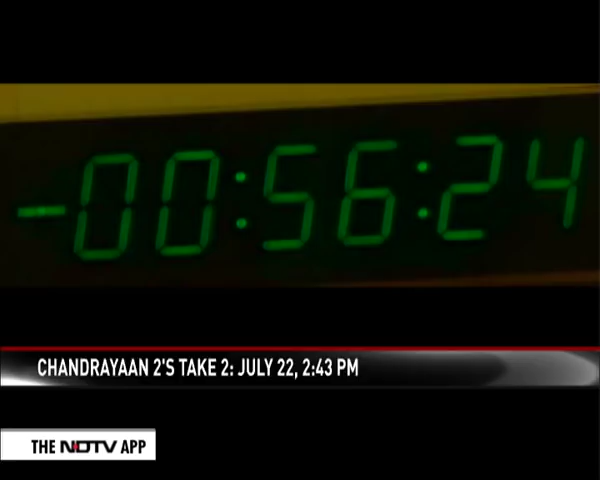 -00:56:24
CHANDRAYAAN 2'S TAKE 2: JULY 22, 2:43 PM
THE NDTV APP